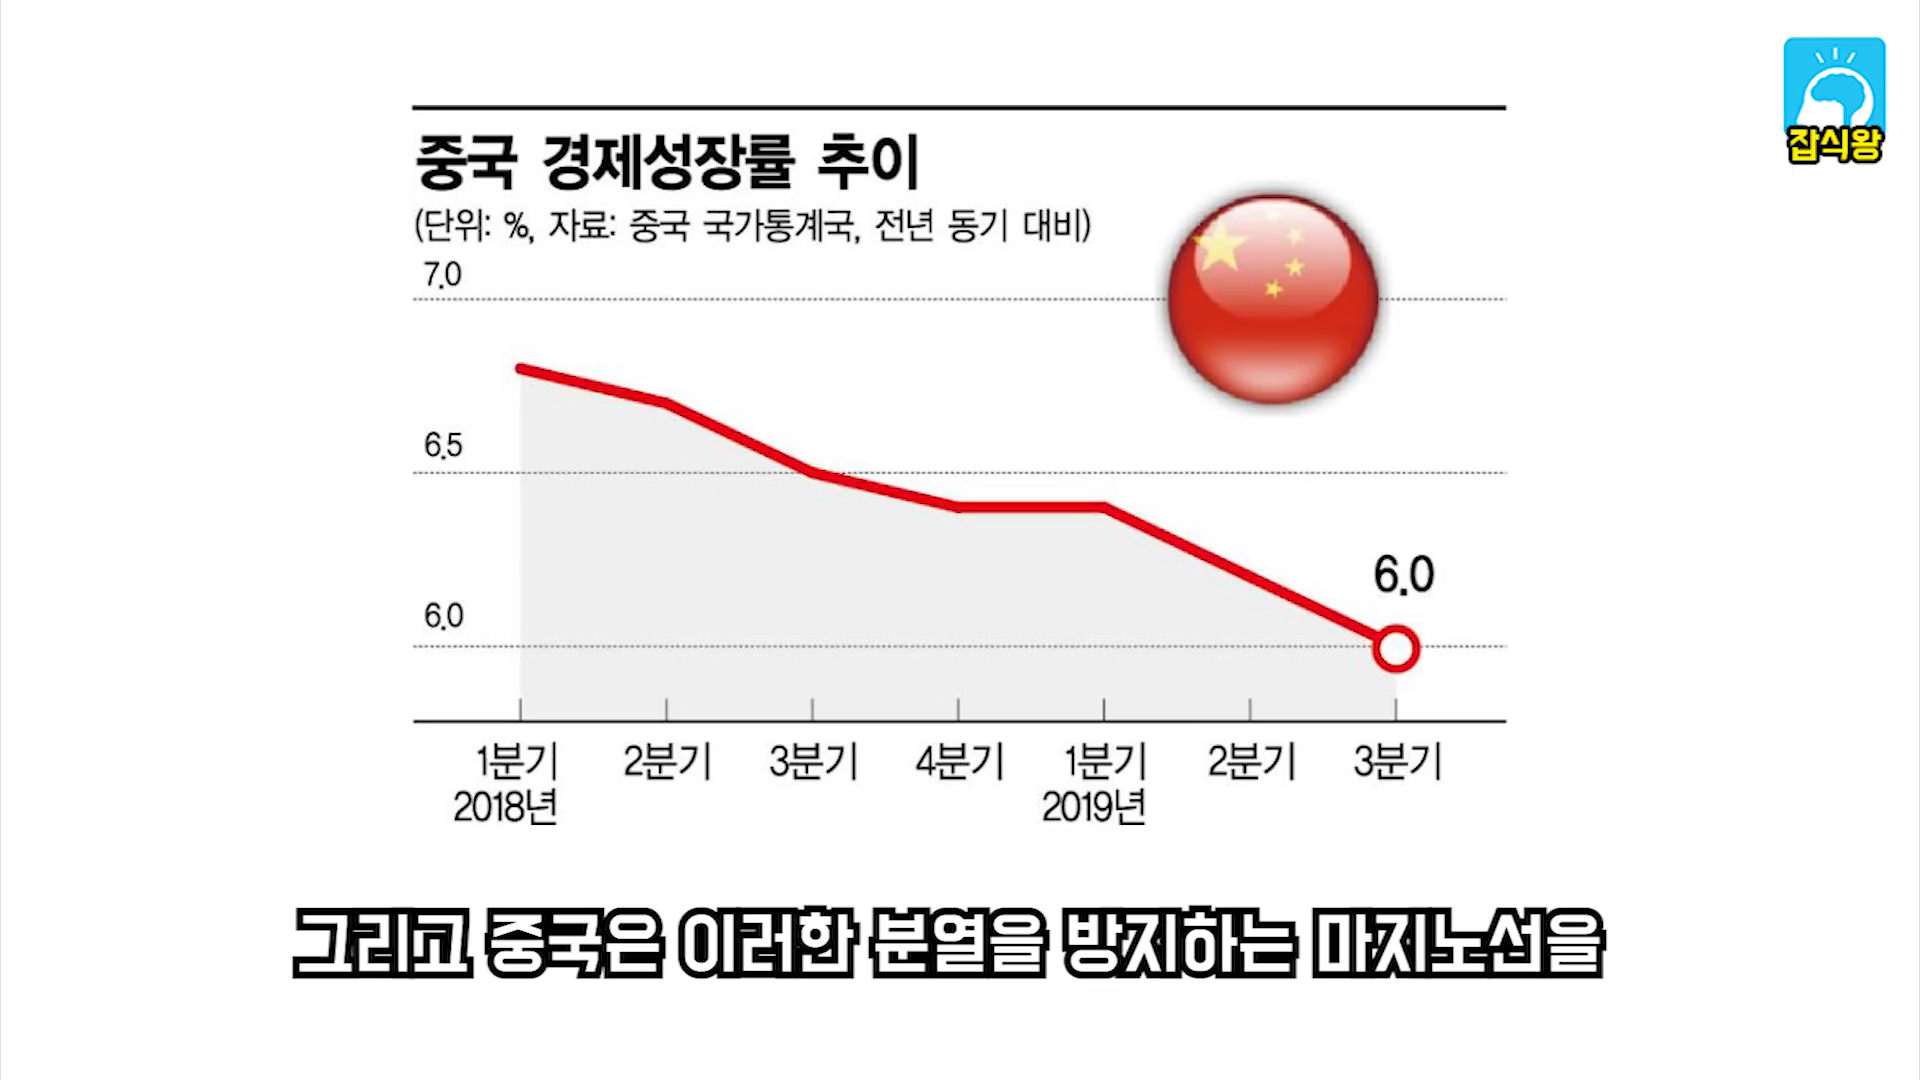 잡식왕
중국 경제성장률 추이
(단위: %, 자료: 중국 국가통계국, 전년 동기 대비)
7.0
6.5
6.0
6.0
1분기 2분기 3분기 4분기 1분기 2분기 3분기
2018년 2019년
그리고 중국은 이러한 분열을 방지하는 마지노선을